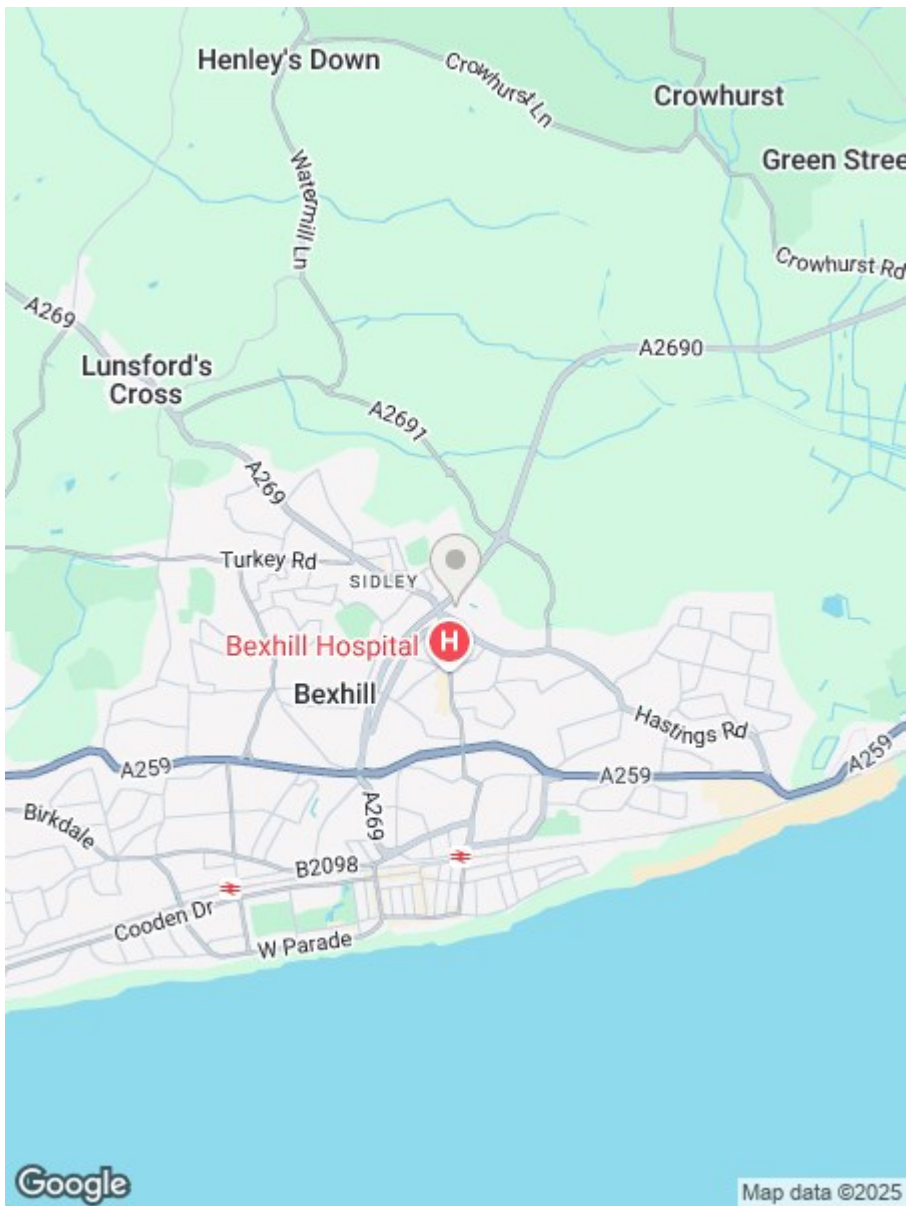 Henley's Down
Crowhurst Ln
Crowhurst
Green Stree
Watermill Ln
Crowhurst Rd
A269
A2690
Lunsford's
Cross
A2691
A269
Turkey Rd
SIDLEY
Bexhill Hospital
H
Bexhill
Hastings Rd
A259
A259
A259
Birkdale
A269
B2098
Cooden Dr
W Parade
Google
Map data ©2025